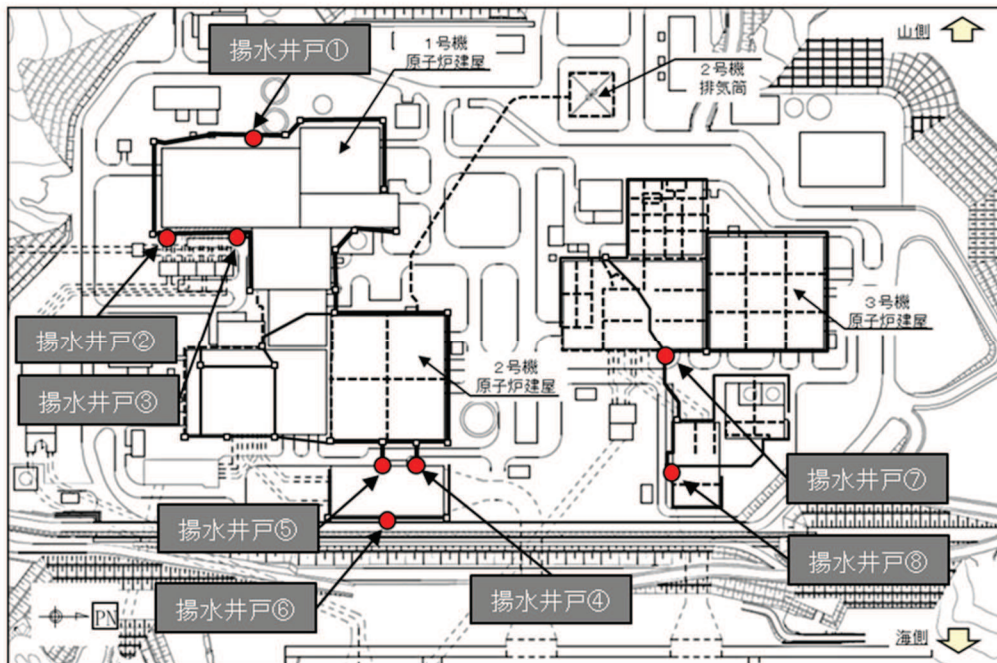 揚水井戸①
1号機
原子炉建屋
2号機
排気筒
山側
揚水井戸②
揚水井戸③
2号機
原子炉建屋
3号機
原子炉建屋
揚水井戸⑤
揚水井戸⑥
揚水井戸④
揚水井戸⑦
揚水井戸⑧
PN
海側